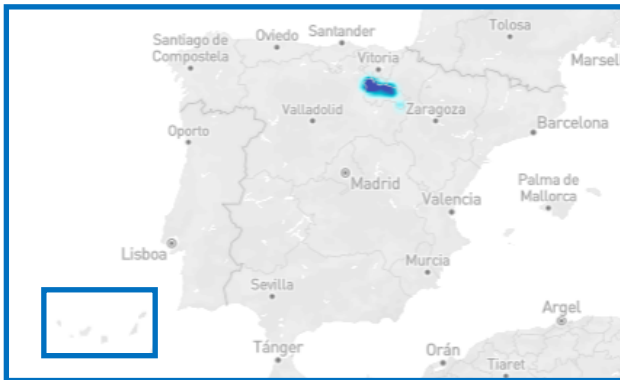 Tolosa
Santander
Oviedo
Santiago de
Compostela
Vitoria
Marsel
Valladolid
Zaragoza
Barcelona
Oporto
Madrid
Palma de
Mallorca
Valencia
Lisboa
Murcia
Sevilla
Argel
Tánger
Orán
Tiaret